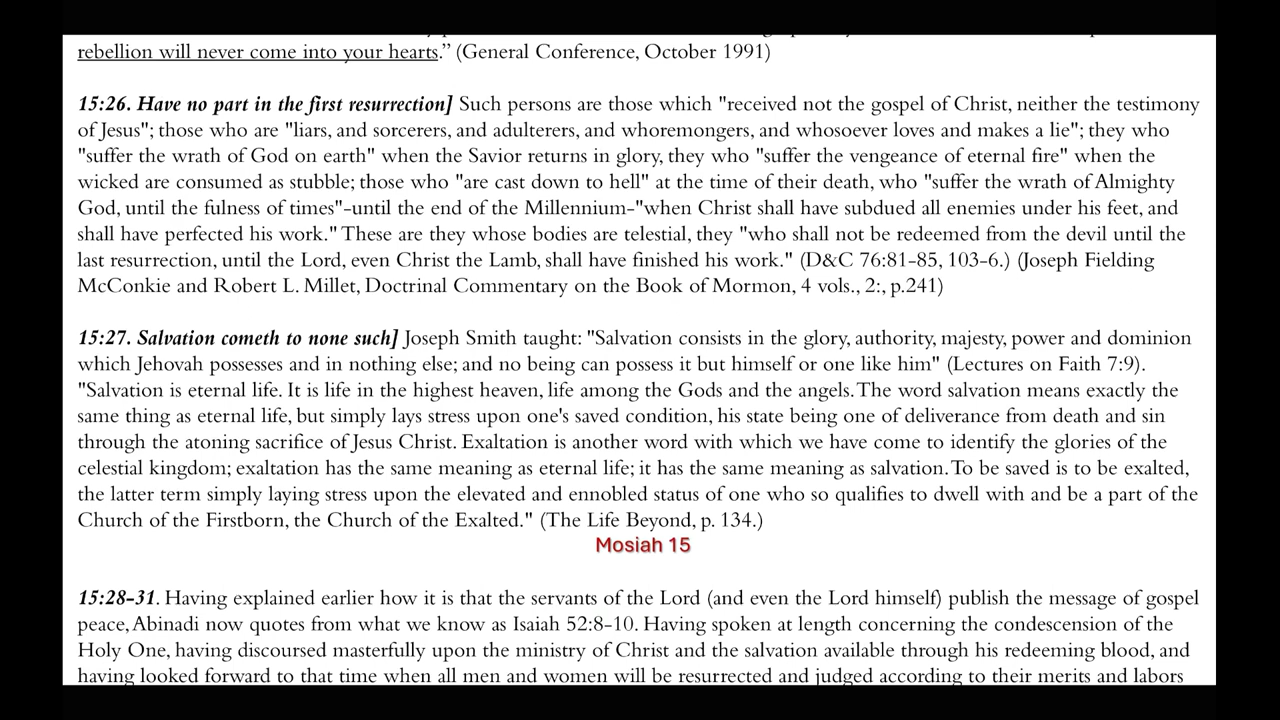 rebellion will never come into your hearts.” (General Conference, October 1991)
15:26. Have no part in the first resurrection] Such persons are those which "received not the gospel of Christ, neither the testimony
of Jesus"; those who are "liars, and sorcerers, and adulterers, and whoremongers, and whosoever loves and makes a lie"; they who
"suffer the wrath of God on earth" when the Savior returns in glory, they who "suffer the vengeance of eternal fire" when the
wicked are consumed as stubble; those who "are cast down to hell" at the time of their death, who "suffer the wrath of Almighty
God, until the fulness of times"-until the end of the Millennium-"when Christ shall have subdued all enemies under his feet, and
shall have perfected his work." These are they whose bodies are telestial, they "who shall not be redeemed from the devil until the
last resurrection, until the Lord, even Christ the Lamb, shall have finished his work." (D&C 76:81-85, 103-6.) (Joseph Fielding
McConkie and Robert L. Millet, Doctrinal Commentary on the Book of Mormon, 4 vols., 2:, p.241)
15:27. Salvation cometh to none such] Joseph Smith taught: "Salvation consists in the glory, authority, majesty, power and dominion
which Jehovah possesses and in nothing else; and no being can possess it but himself or one like him" (Lectures on Faith 7:9).
"Salvation is eternal life. It is life in the highest heaven, life among the Gods and the angels. The word salvation means exactly the
same thing as eternal life, but simply lays stress upon one's saved condition, his state being one of deliverance from death and sin
through the atoning sacrifice of Jesus Christ. Exaltation is another word with which we have come to identify the glories of the
celestial kingdom; exaltation has the same meaning as eternal life; it has the same meaning as salvation. To be saved is to be exalted,
the latter term simply laying stress upon the elevated and ennobled status of one who so qualifies to dwell with and be a part of the
Church of the Firstborn, the Church of the Exalted." (The Life Beyond, p. 134.)
Mosiah 15
15:28-31. Having explained earlier how it is that the servants of the Lord (and even the Lord himself) publish the message of gospel
peace, Abinadi now quotes from what we know as Isaiah 52:8-10. Having spoken at length concerning the condescension of the
Holy One, having discoursed masterfully upon the ministry of Christ and the salvation available through his redeeming blood, and
having looked forward to that time when all men and women will be resurrected and judged according to their merits and labors